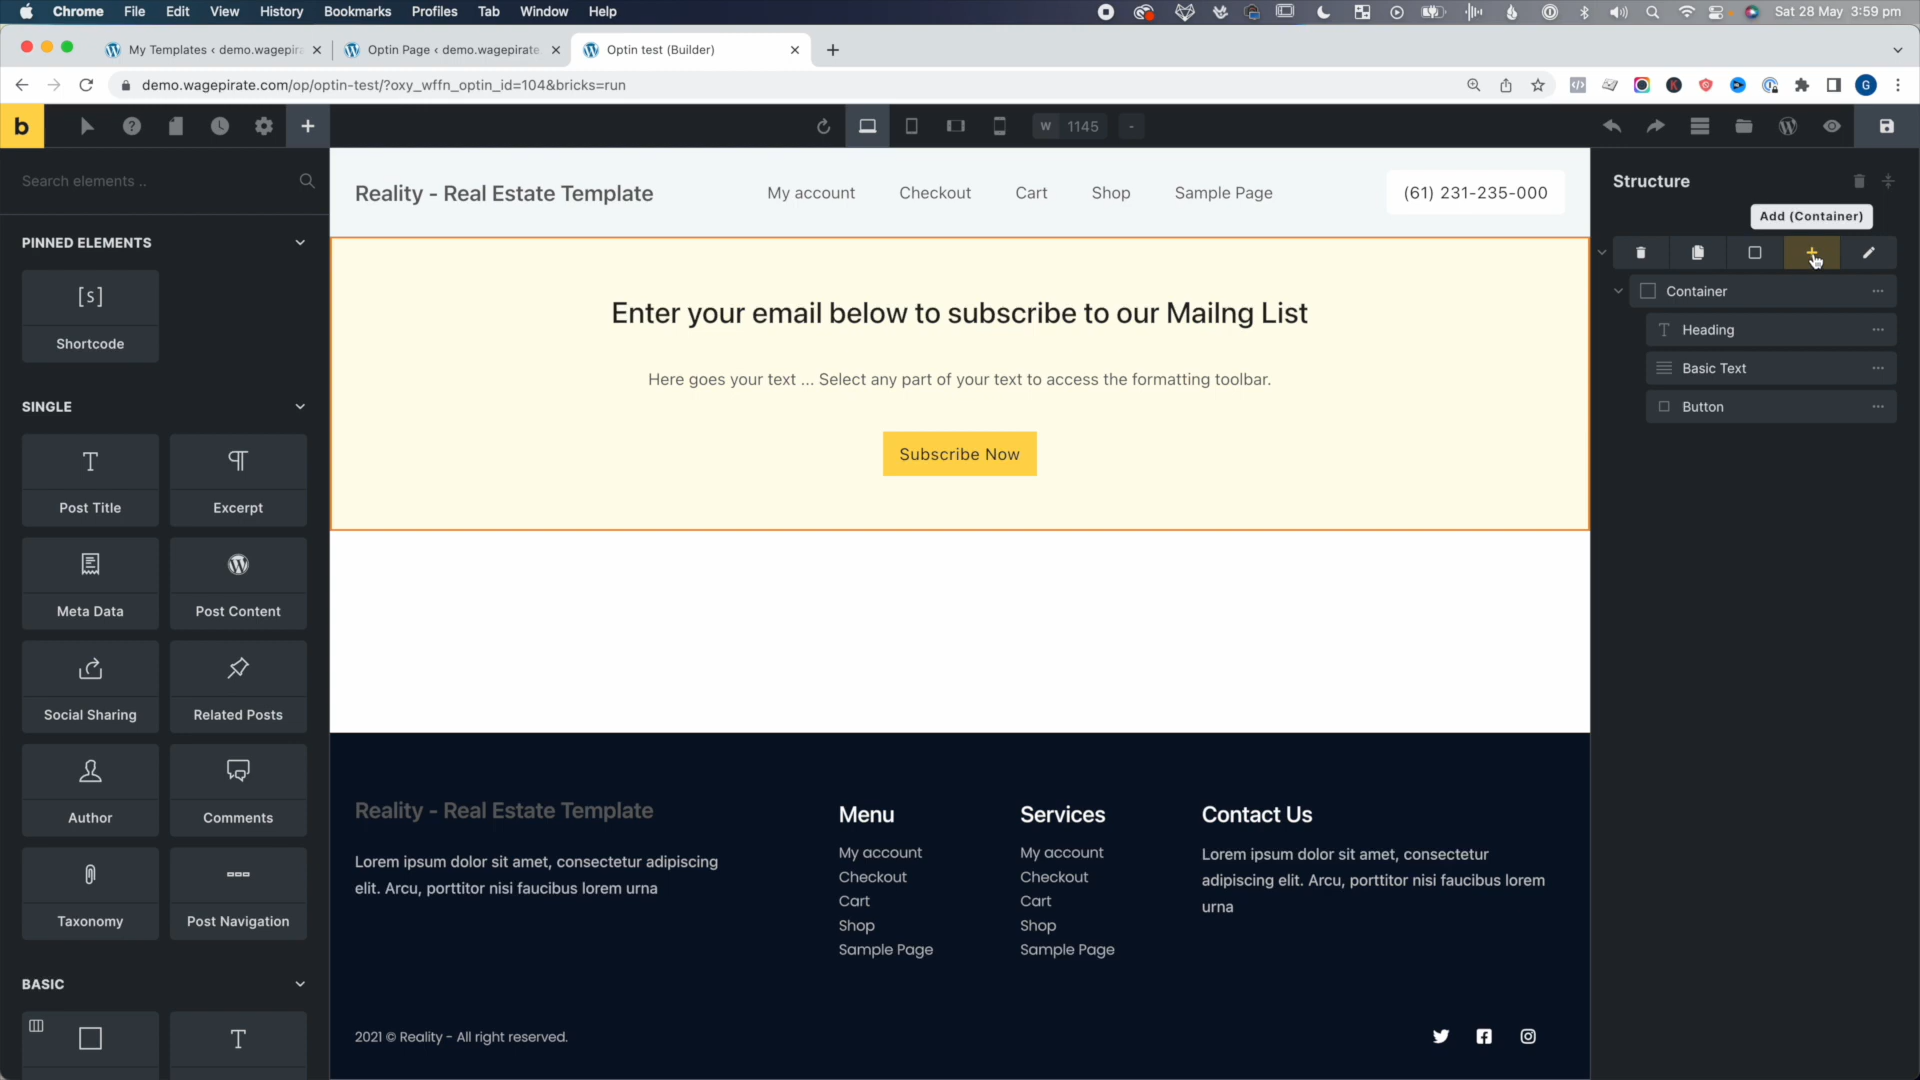 Chrome File Edit View History Bookmarks Profiles Tab Window Help
Sat 28 May 3:59 pm
My Templates ‹ demo.wagepira
Optin Page ‹ demo.wagepirate
Optin test (Builder)
demo.wagepirate.com/op/optin-test/?oxy_wffn_optin_id=104&bricks=run
G
b
W 1145 -
Search elements ..
PINNED ELEMENTS
[s]
Shortcode
SINGLE
Post Title
Excerpt
Meta Data
Post Content
Social Sharing
Related Posts
Author
Comments
Taxonomy
Post Navigation
BASIC
Reality - Real Estate Template
My account
Checkout
Cart
Shop
Sample Page
(61) 231-235-000
Enter your email below to subscribe to our Mailng List
Here goes your text ... Select any part of your text to access the formatting toolbar.
Subscribe Now
Reality - Real Estate Template
Lorem ipsum dolor sit amet, consectetur adipiscing
elit. Arcu, porttitor nisi faucibus lorem urna
Menu
My account
Checkout
Cart
Shop
Sample Page
Services
My account
Checkout
Cart
Shop
Sample Page
Contact Us
Lorem ipsum dolor sit amet, consectetur
adipiscing elit. Arcu, porttitor nisi faucibus lorem
urna
2021 © Reality - All right reserved.
Structure
Add (Container)
Container
Heading
Basic Text
Button